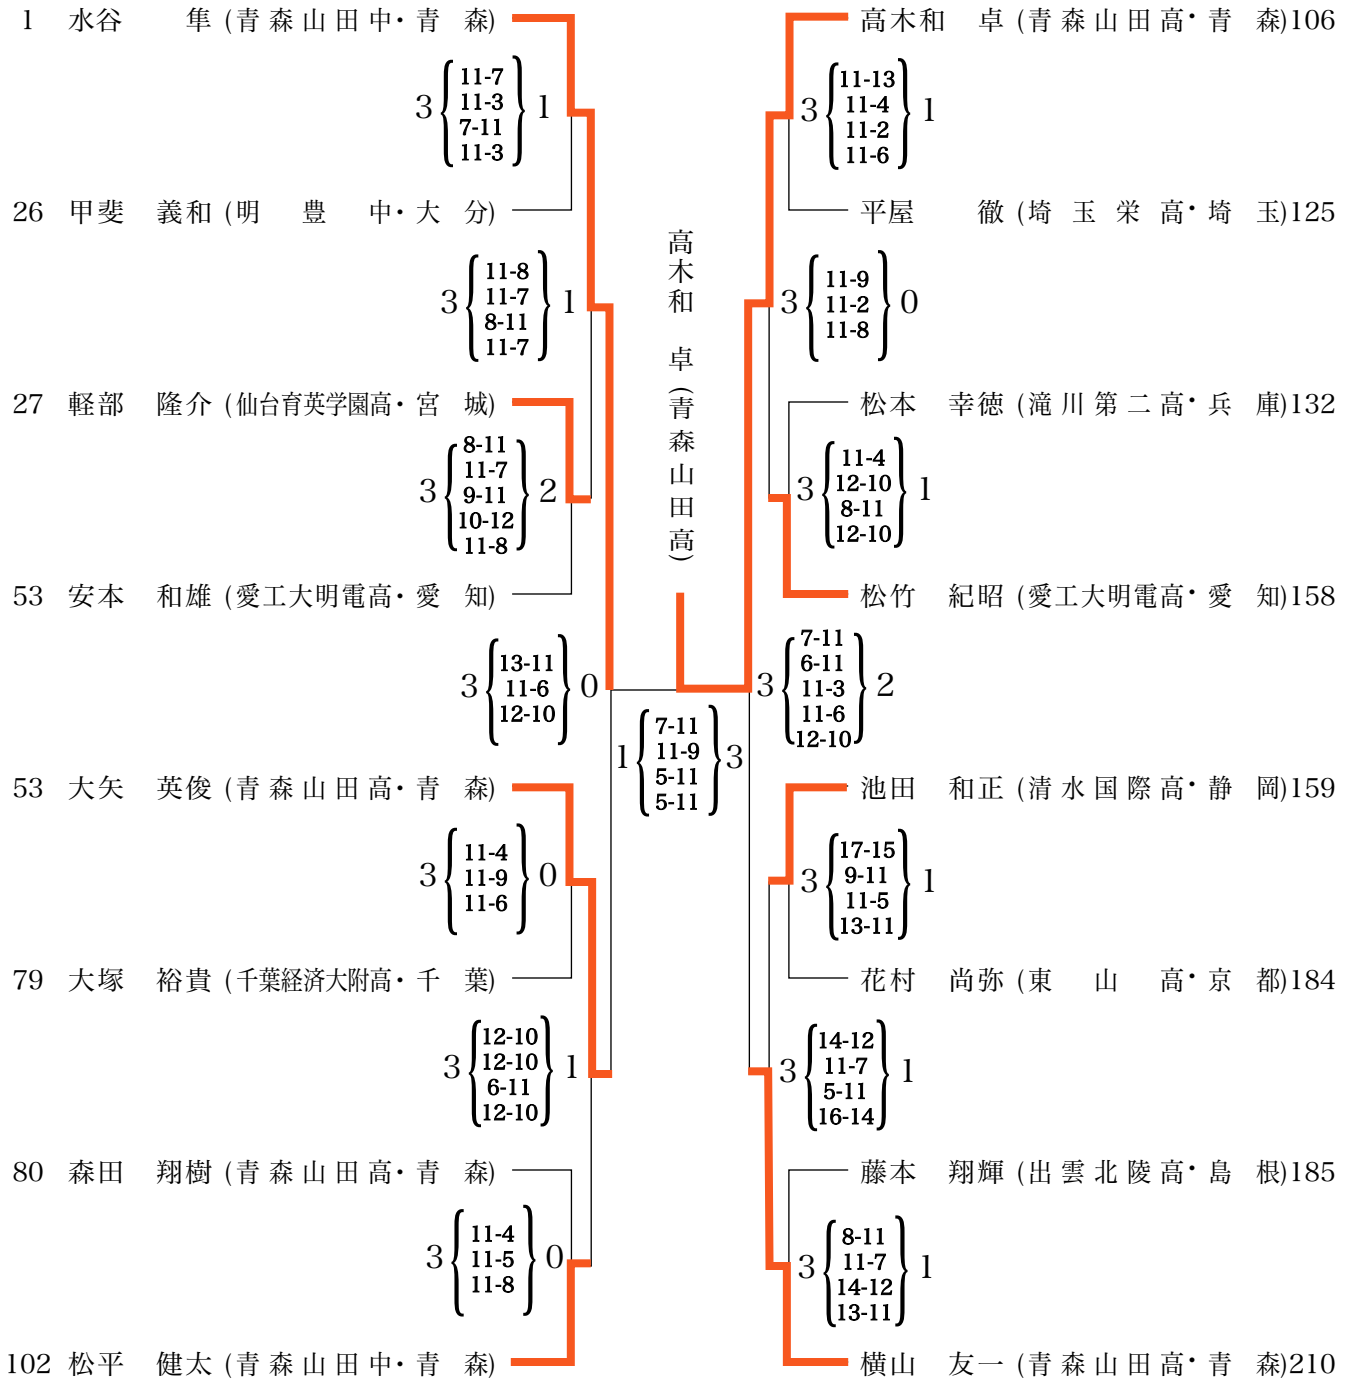 1 水谷 隼 (青森山田中・青森)
3 11-7 1
11-3
7-11
11-3
26 甲斐 義和 (明豊中・大分)
3 11-8 1
11-7
8-11
11-7
27 軽部 隆介 (仙台育英学園高・宮城)
3 8-11 2
11-7
9-11
10-12
11-8
53 安本 和雄 (愛工大明電高・愛知)
3 13-11 0
11-6
12-10
53 大矢 英俊 (青森山田高・青森)
3 11-4 0
11-9
11-6
79 大塚 裕貴 (千葉経済大附高・千葉)
3 12-10 1
12-10
6-11
12-10
80 森田 翔樹 (青森山田高・青森)
3 11-4 0
11-5
11-8
102 松平 健太 (青森山田中・青森)
高木和 卓(青森山田高)
1 7-11 3
11-9
5-11
5-11
高木和 卓 (青森山田高・青森)106
3 11-13 1
11-4
11-2
11-6
平屋 徹 (埼玉栄高・埼玉)125
3 11-9 0
11-2
11-8
松本 幸徳 (滝川第二高・兵庫)132
3 11-4 1
12-10
8-11
12-10
松竹 紀昭 (愛工大明電高・愛知)158
3 7-11 2
6-11
11-3
11-6
12-10
池田 和正 (清水国際高・静岡)159
3 17-15 1
9-11
11-5
13-11
花村 尚弥 (東山高・京都)184
3 14-12 1
11-7
5-11
16-14
藤本 翔輝 (出雲北陵高・島根)185
3 8-11 1
11-7
14-12
13-11
横山 友一 (青森山田高・青森)210